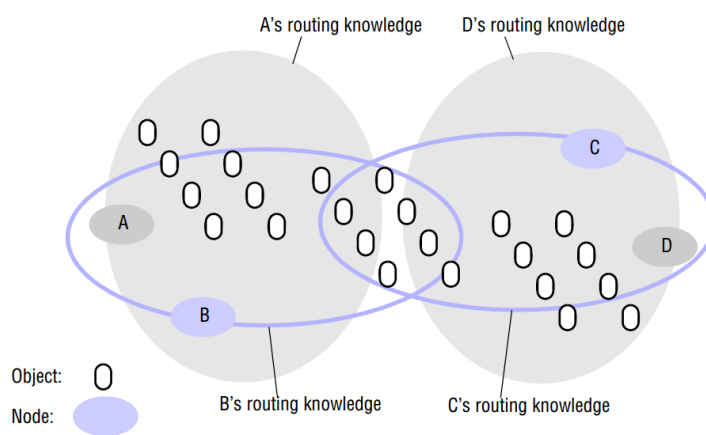 A's routing knowledge
D's routing knowledge
C
A
D
B
Object:
B's routing knowledge
C's routing knowledge
Node: